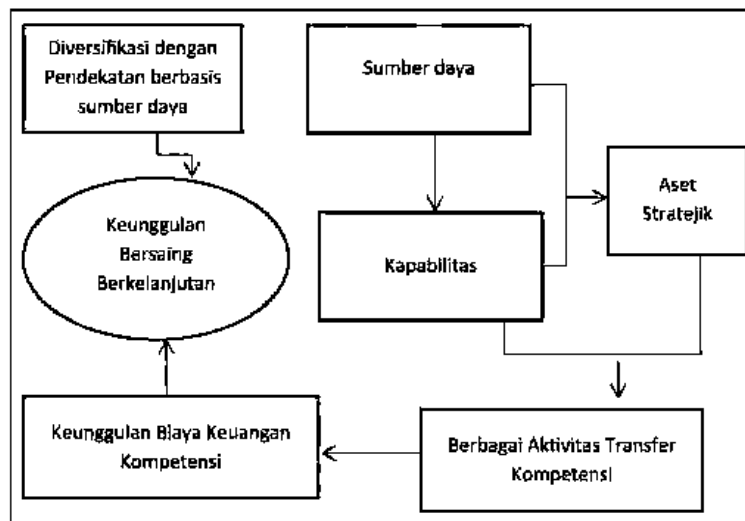 Diversifikasi dengan
Pendekatan berbasis
sumber daya
Sumber daya
Aset
Stratejik
Keunggulan
Bersaing
Berkelanjutan
Kapabilitas
Keunggulan Biaya Keuangan
Kompetensi
Berbagai Aktivitas Transfer
Kompetensi